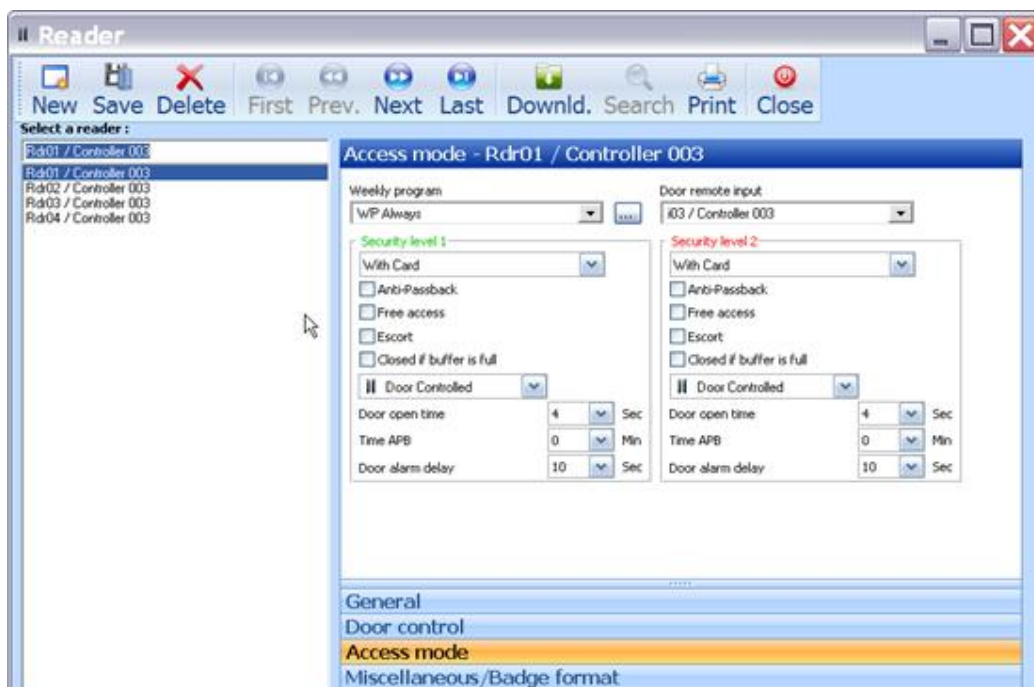 Reader
New Save Delete First Prev. Next Last Downld. Search Print Close
Select a reader :
Rdr01 / Controller 003
Rdr01 / Controller 003
Rdr02 / Controller 003
Rdr03 / Controller 003
Rdr04 / Controller 003
Access mode - Rdr01 / Controller 003
Weekly program
WP Always
....
Door remote input
i03 / Controller 003
Security level 1
With Card
Anti-Passback
Free access
Escort
Closed if buffer is full
Door Controlled
Door open time 4 Sec
Time APB 0 Min
Door alarm delay 10 Sec
Security level 2
With Card
Anti-Passback
Free access
Escort
Closed if buffer is full
Door Controlled
Door open time 4 Sec
Time APB 0 Min
Door alarm delay 10 Sec
General
Door control
Access mode
Miscellaneous/Badge format